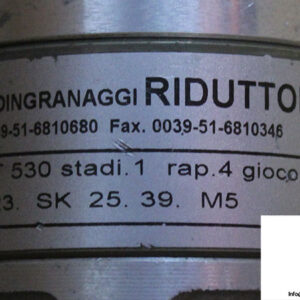 DINGRANAGGI RIDUTTO
9-51-6810680 Fax. 0039-51-6810346
530 stadi.1 rap.4 gioco
3. SK 25. 39. M5